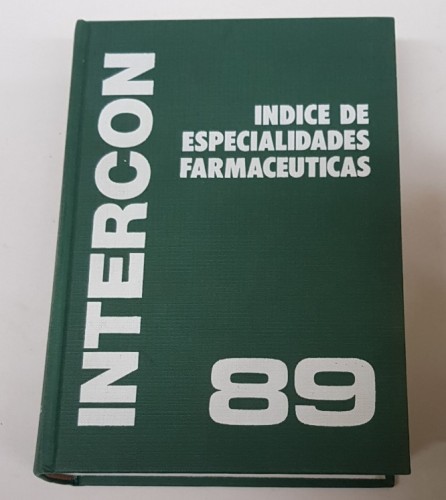 INTERCON
INDICE DE
ESPECIALIDADES
FARMACEUTICAS
89